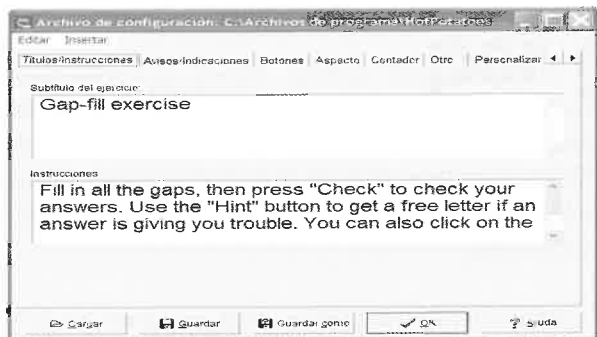 Archivo de configuración: C:\Archivos de programa\HotPotatoes
Editar Insertar
Títulos/Instrucciones Avisos/Indicaciones Botones Aspecto Contador Otro Personalizar
Subtítulo del ejercicio:
Gap-fill exercise
Instrucciones
Fill in all the gaps, then press "Check" to check your
answers. Use the "Hint" button to get a free letter if an
answer is giving you trouble. You can also click on the
Cargar Guardar Guardar como OK Ayuda